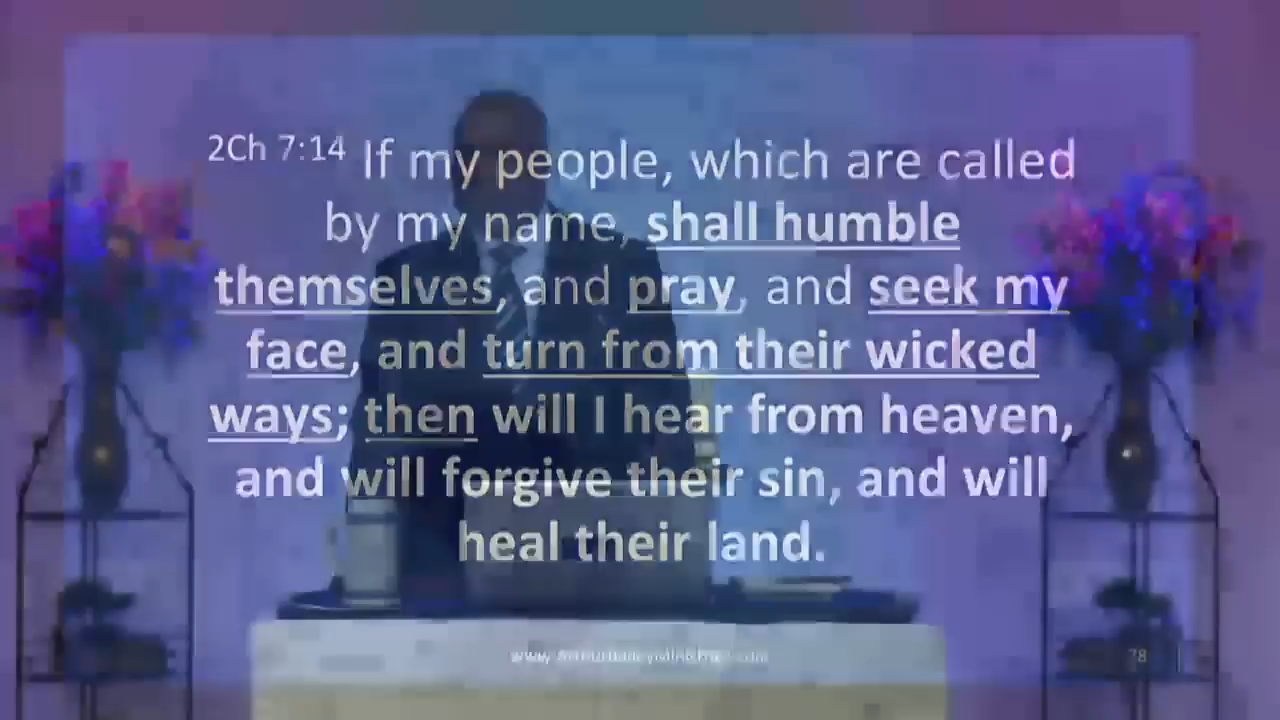 2Ch 7:14 If my people, which are called
by my name, shall humble
themselves, and pray, and seek my
face, and turn from their wicked
ways; then will I hear from heaven,
and will forgive their sin, and will
heal their land.
78